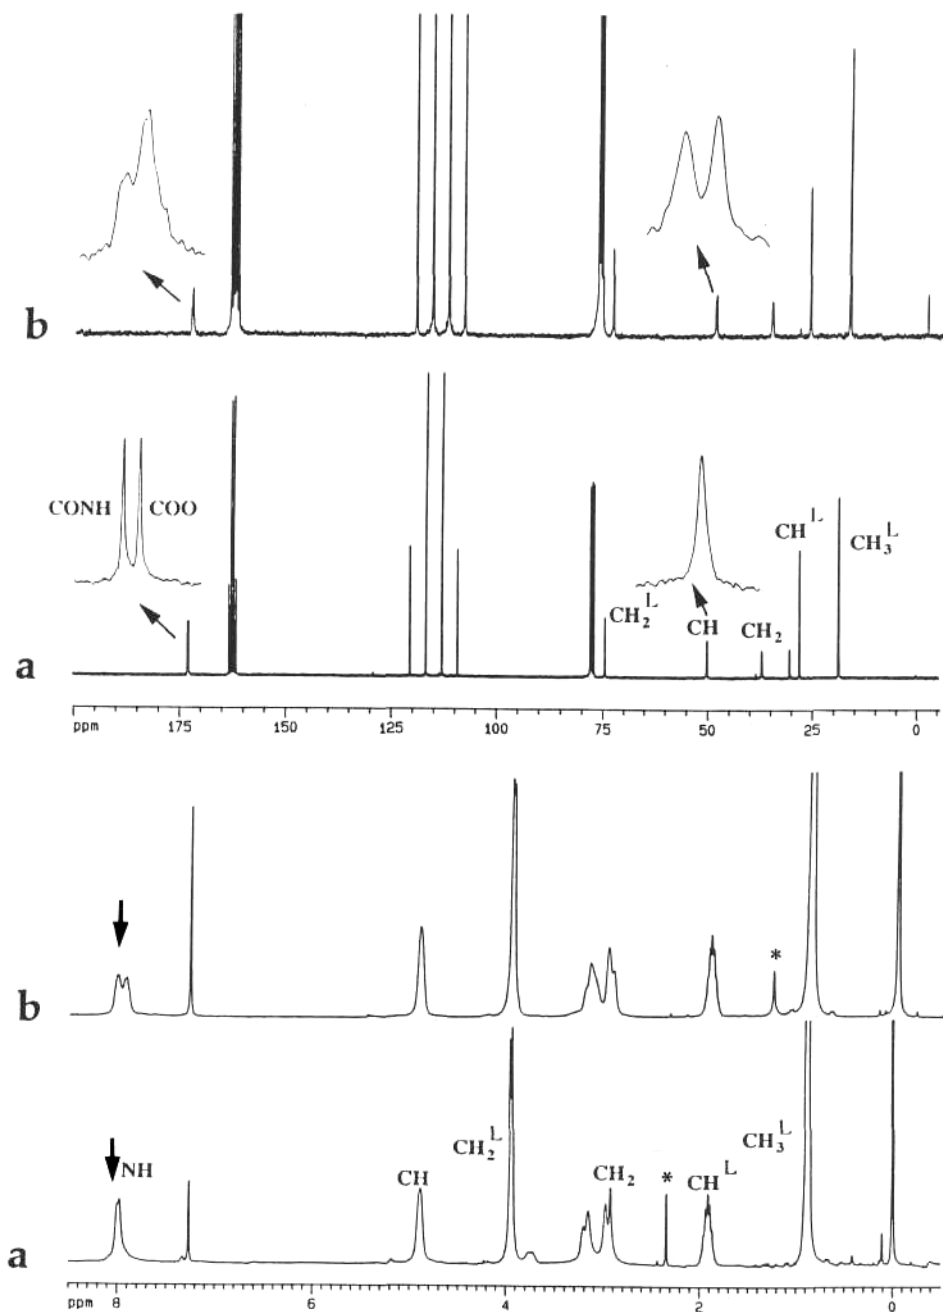 b
CONH COO
CH₂ᴸ CH CH₂ CHᴸ CH₃ᴸ
a
ppm 175 150 125 100 75 50 25 0
b
*
NH CH CH₂ᴸ CH₂ * CHᴸ CH₃ᴸ
a
ppm 8 6 4 2 0